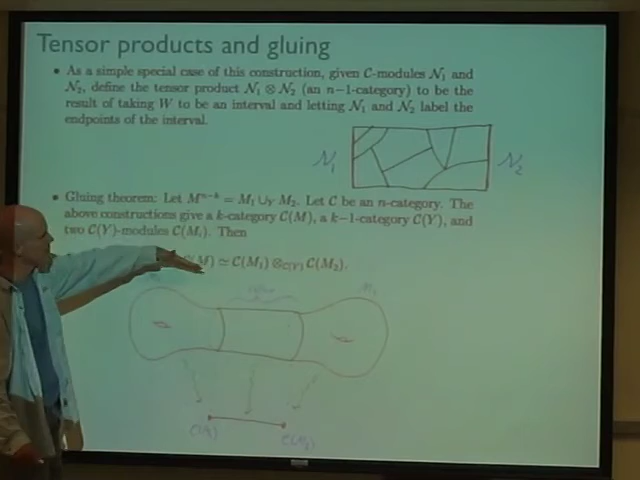 Tensor products and gluing
• As a simple special case of this construction, given C-modules N₁ and
N₂, define the tensor product N₁ ⊗ N₂ (an n−1-category) to be the
result of taking W to be an interval and letting N₁ and N₂ label the
endpoints of the interval.
N₁ N₂
• Gluing theorem: Let Mⁿ⁻ᵏ = M₁ ∪_Y M₂. Let C be an n-category. The
above constructions give a k-category C(M), a k−1-category C(Y), and
two C(Y)-modules C(Mᵢ). Then
(M) ≃ C(M₁) ⊗_C(Y) C(M₂).